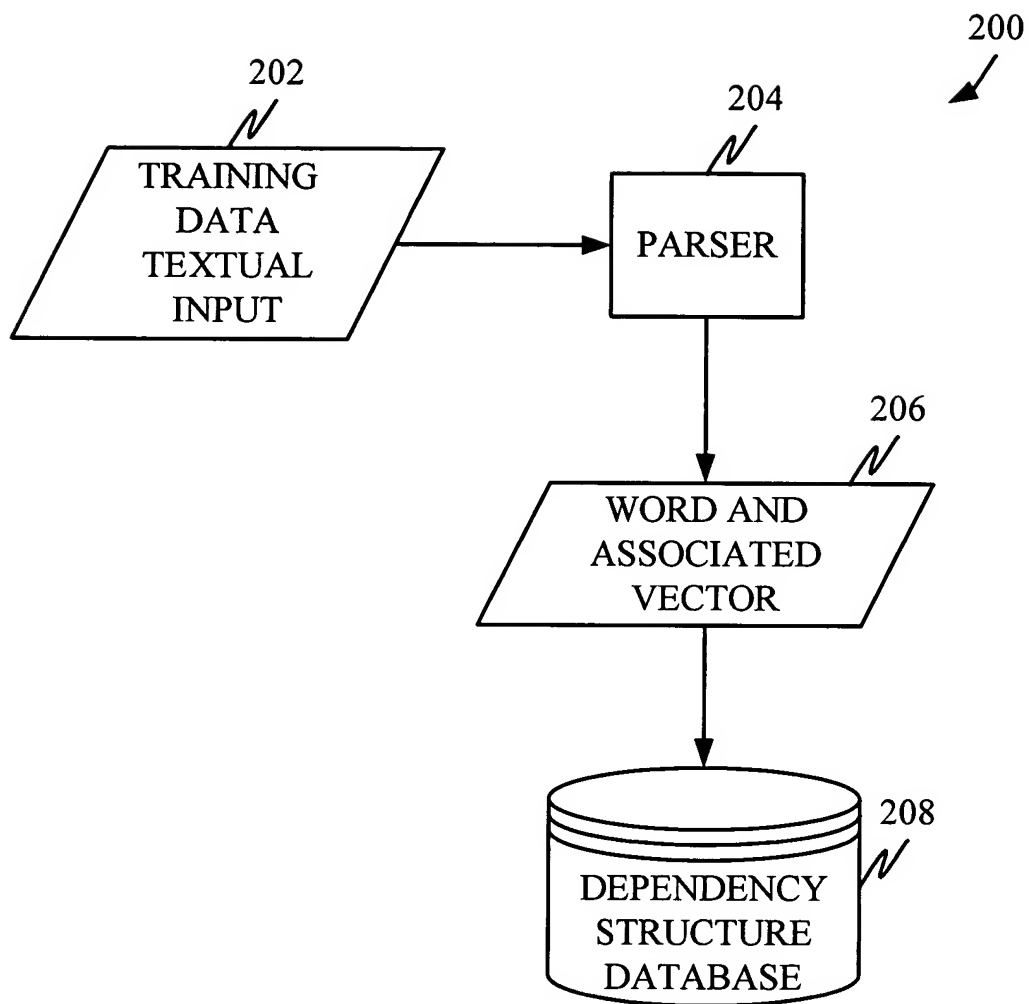 200
202
204
TRAINING
DATA
TEXTUAL
INPUT
PARSER
206
WORD AND
ASSOCIATED
VECTOR
208
DEPENDENCY
STRUCTURE
DATABASE